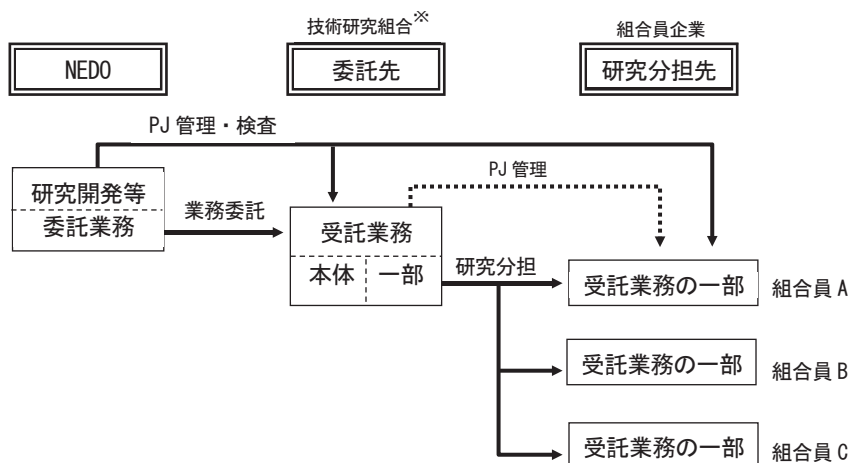 技術研究組合※
組合員企業
NEDO
委託先
研究分担先
PJ 管理・検査
PJ 管理
研究開発等
委託業務
業務委託
受託業務
本体
一部
研究分担
受託業務の一部
組合員 A
受託業務の一部
組合員 B
受託業務の一部
組合員 C